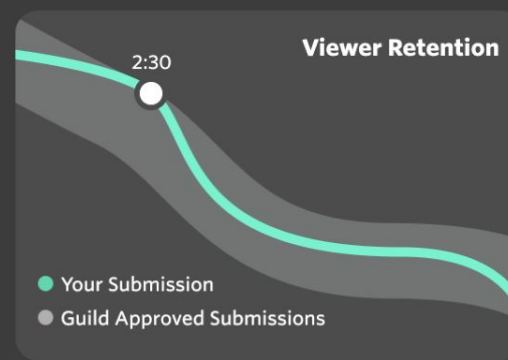 Viewer Retention
2:30
Your Submission
Guild Approved Submissions